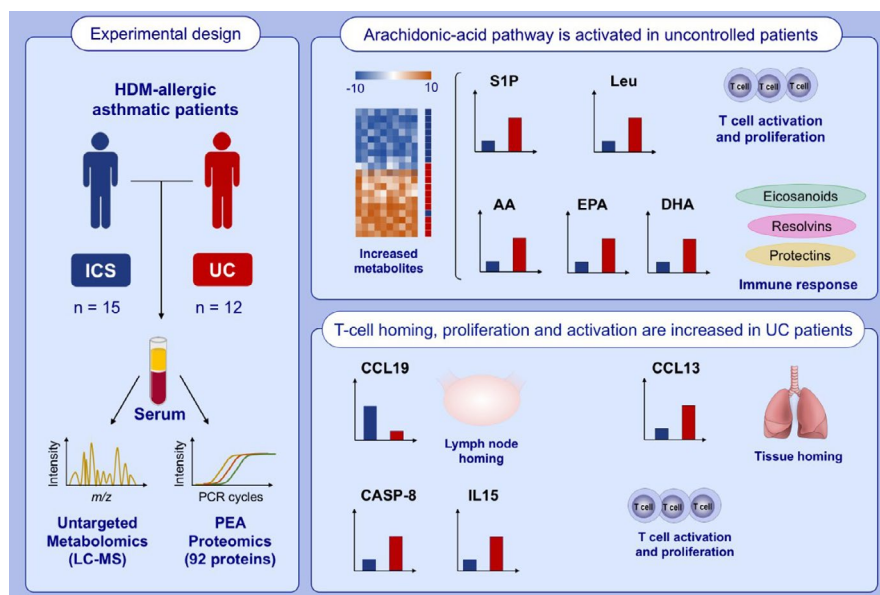 Experimental design
HDM-allergic
asthmatic patients
ICS
UC
n = 15
n = 12
Serum
Intensity
m/z
Intensity
PCR cycles
Untargeted
Metabolomics
(LC-MS)
PEA
Proteomics
(92 proteins)
Arachidonic-acid pathway is activated in uncontrolled patients
-10
10
Increased
metabolites
S1P
Leu
T cell
T cell
T cell
T cell activation
and proliferation
AA
EPA
DHA
Eicosanoids
Resolvins
Protectins
Immune response
T-cell homing, proliferation and activation are increased in UC patients
CCL19
Lymph node
homing
CCL13
Tissue homing
CASP-8
IL15
T cell
T cell
T cell
T cell activation
and proliferation